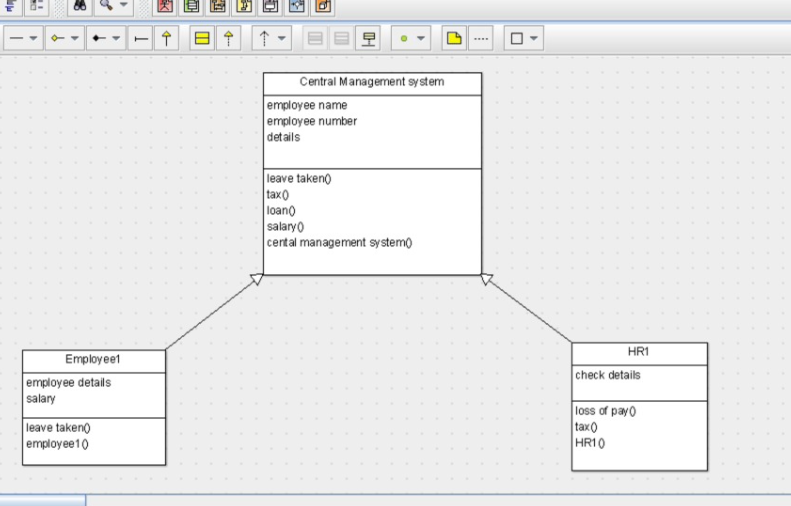 Central Management system
employee name
employee number
details
leave taken()
tax()
loan()
salary()
cental management system()
Employee1
employee details
salary
leave taken()
employee1()
HR1
check details
loss of pay()
tax()
HR1()